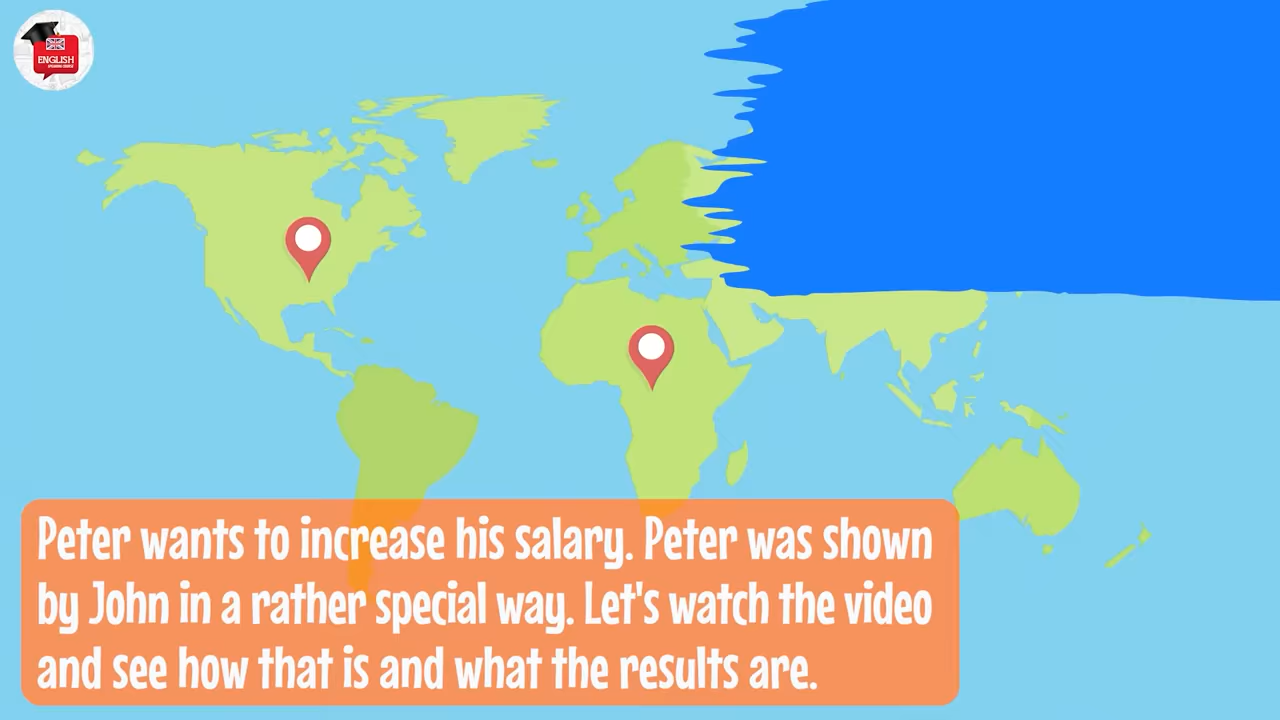 ENGLISH
Peter wants to increase his salary. Peter was shown
by John in a rather special way. Let's watch the video
and see how that is and what the results are.